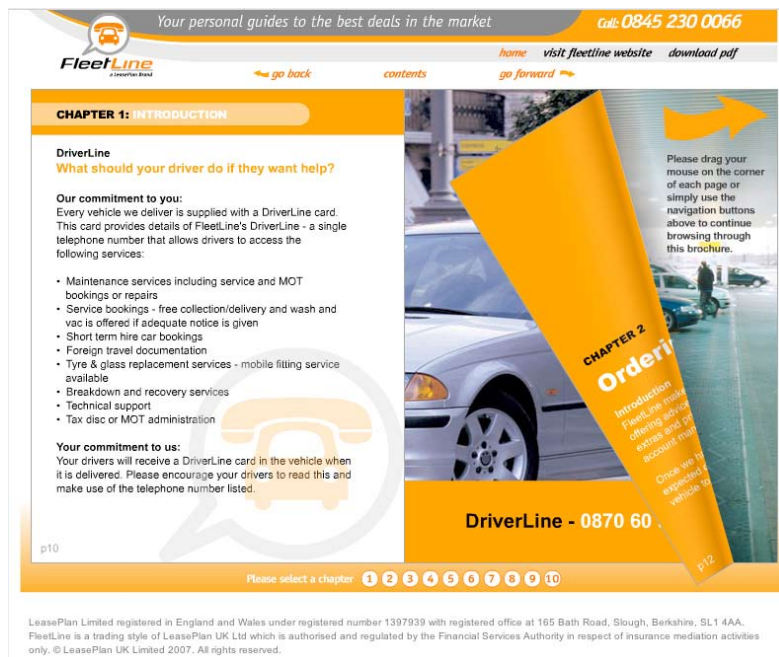 Your personal guides to the best deals in the market
Call: 0845 230 0066
FleetLine
a LeasePlan Brand
home visit fleetline website download pdf
go back contents go forward
CHAPTER 1: INTRODUCTION
DriverLine
What should your driver do if they want help?
Our commitment to you:
Every vehicle we deliver is supplied with a DriverLine card.
This card provides details of FleetLine's DriverLine - a single
telephone number that allows drivers to access the
following services:
• Maintenance services including service and MOT
bookings or repairs
• Service bookings - free collection/delivery and wash and
vac is offered if adequate notice is given
• Short term hire car bookings
• Foreign travel documentation
• Tyre & glass replacement services - mobile fitting service
available
• Breakdown and recovery services
• Technical support
• Tax disc or MOT administration
Your commitment to us:
Your drivers will receive a DriverLine card in the vehicle when
it is delivered. Please encourage your drivers to read this and
make use of the telephone number listed.
p10
Please drag your
mouse on the corner
of each page or
simply use the
navigation buttons
above to continue
browsing through
this brochure.
CHAPTER 2
Introduction
FleetLine
offering
extras and
account
Once we
expected
vehicle to
p12
DriverLine - 0870 60
Please select a chapter 1 2 3 4 5 6 7 8 9 10
LeasePlan Limited registered in England and Wales under registered number 1397939 with registered office at 165 Bath Road, Slough, Berkshire, SL1 4AA.
FleetLine is a trading style of LeasePlan UK Ltd which is authorised and regulated by the Financial Services Authority in respect of insurance mediation activities
only. © LeasePlan UK Limited 2007. All rights reserved.